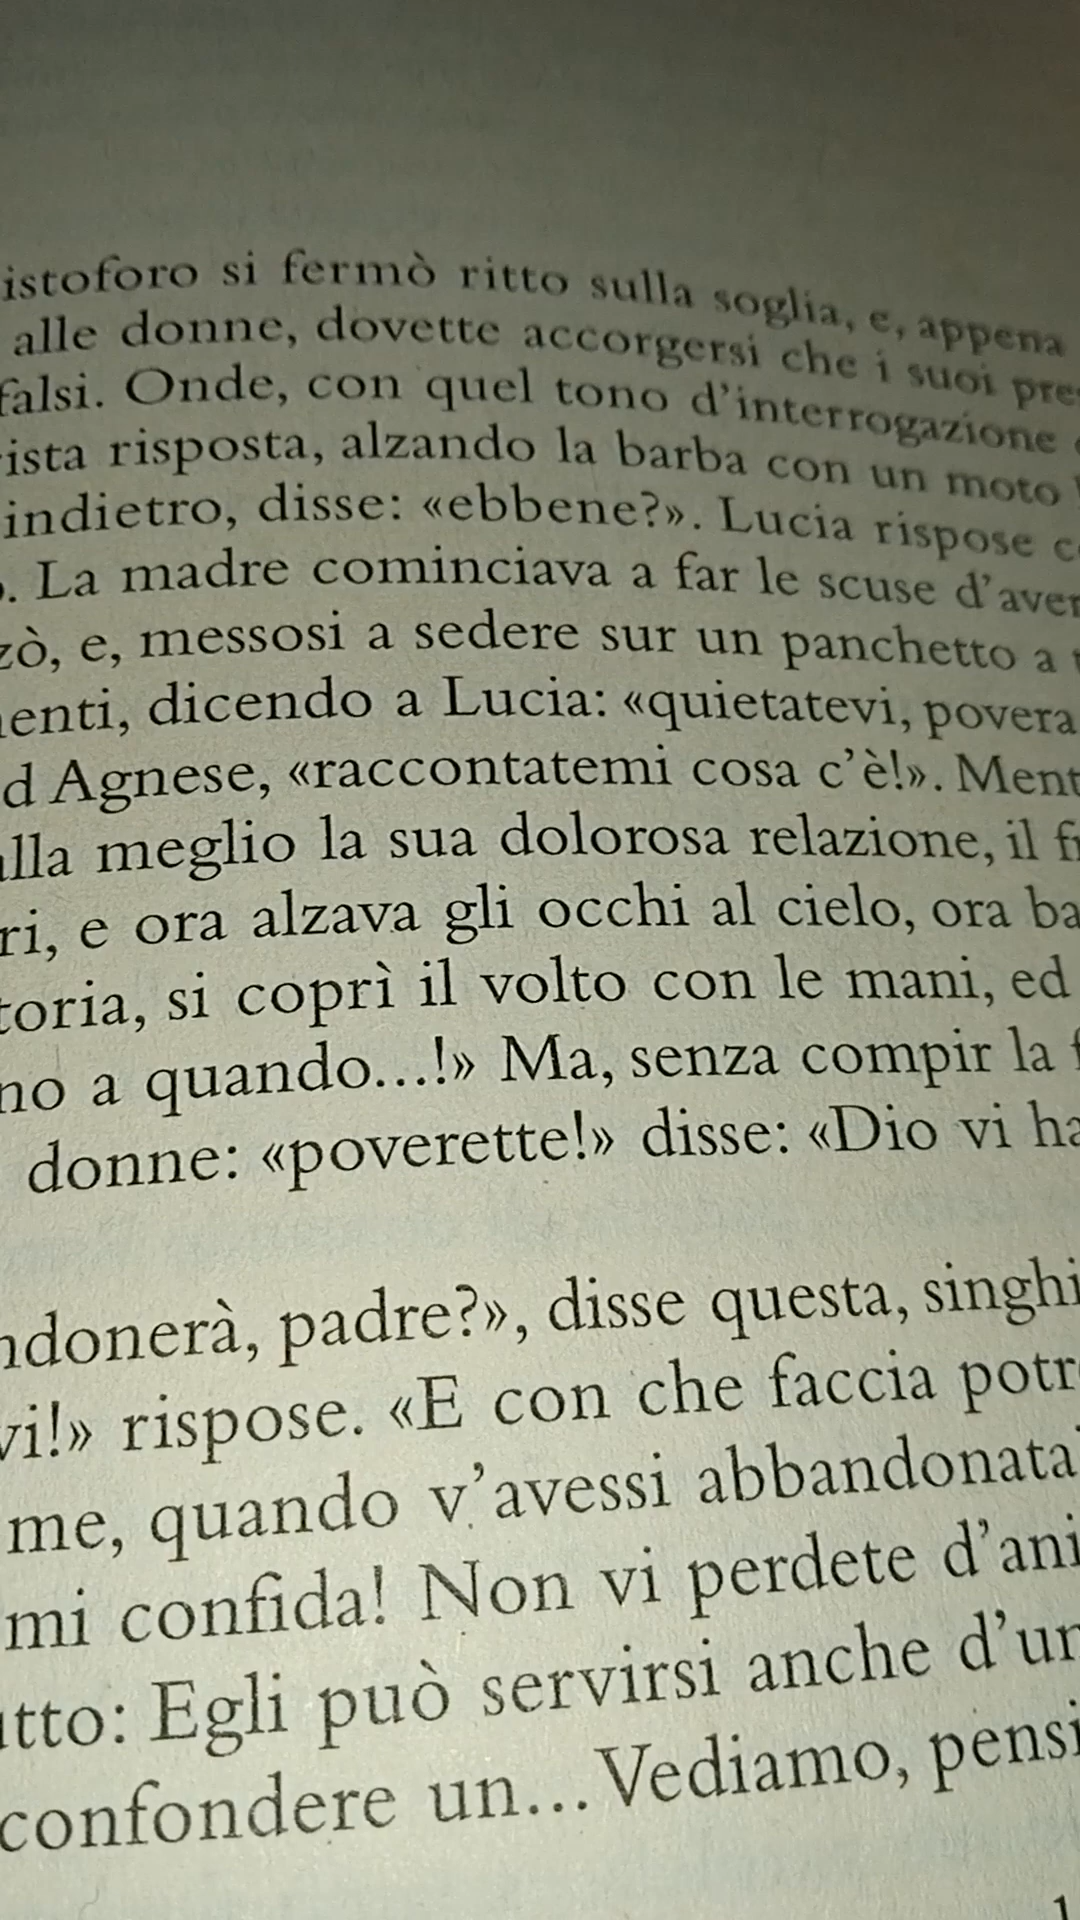 istoforo si fermò ritto sulla soglia, e, appena
alle donne, dovette accorgersi che i suoi pre
falsi. Onde, con quel tono d'interrogazione
ista risposta, alzando la barba con un moto
indietro, disse: «ebbene?». Lucia rispose c
. La madre cominciava a far le scuse d'aver
zò, e, messosi a sedere sur un panchetto a
enti, dicendo a Lucia: «quietatevi, povera
d Agnese, «raccontatemi cosa c'è!». Ment
lla meglio la sua dolorosa relazione, il f
ri, e ora alzava gli occhi al cielo, ora ba
toria, si coprì il volto con le mani, ed
no a quando...!» Ma, senza compir la f
donne: «poverette!» disse: «Dio vi ha
ndonerà, padre?», disse questa, singhi
vi!» rispose. «E con che faccia potr
me, quando v'avessi abbandonata
mi confida! Non vi perdete d'ani
tto: Egli può servirsi anche d'un
confondere un... Vediamo, pensi